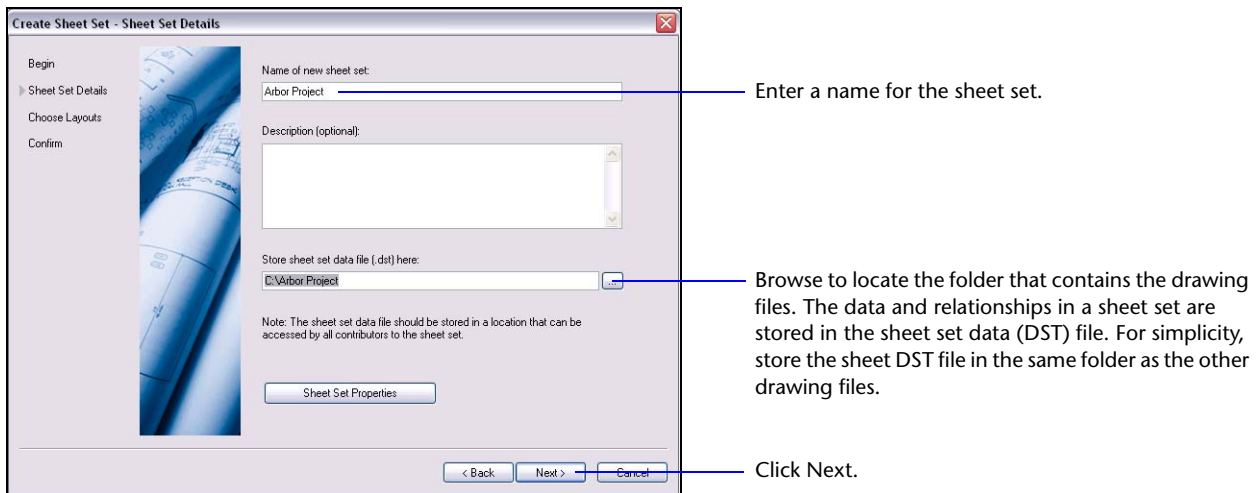 Create Sheet Set - Sheet Set Details
Begin
Sheet Set Details
Choose Layouts
Confirm
Name of new sheet set:
Arbor Project
Description (optional):
Store sheet set data file (.dst) here:
C:\Arbor Project
...
Note: The sheet set data file should be stored in a location that can be
accessed by all contributors to the sheet set.
Sheet Set Properties
< Back
Next >
Cancel
Enter a name for the sheet set.
Browse to locate the folder that contains the drawing
files. The data and relationships in a sheet set are
stored in the sheet set data (DST) file. For simplicity,
store the sheet DST file in the same folder as the other
drawing files.
Click Next.